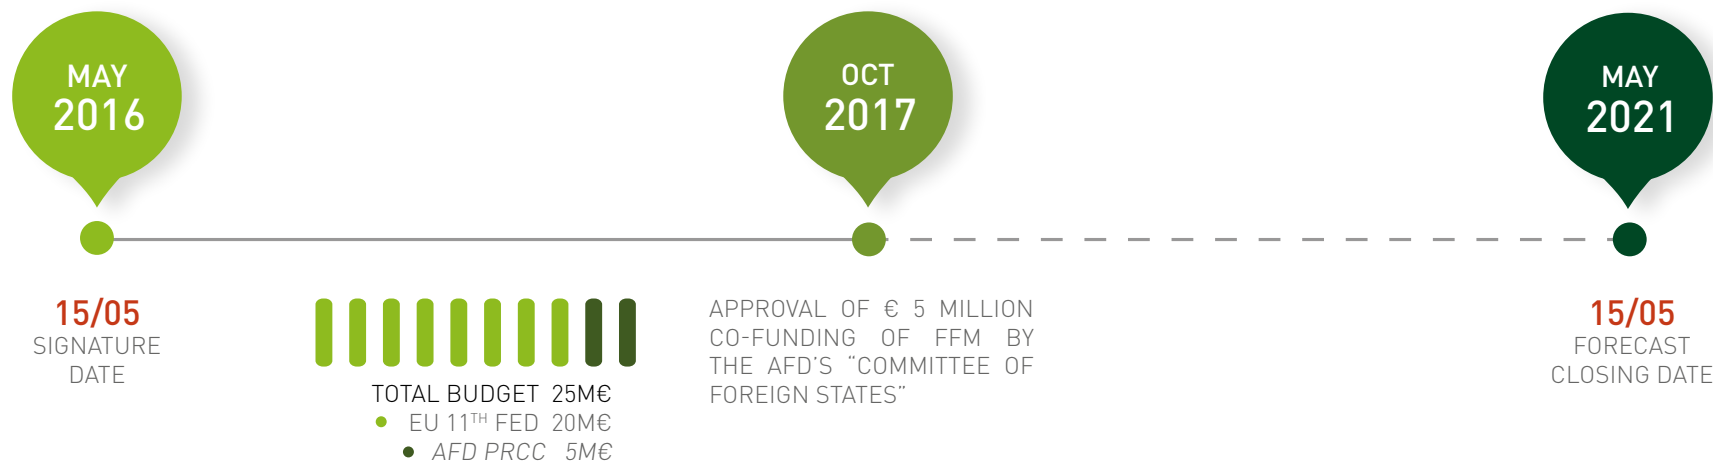 MAY
2016
OCT
2017
MAY
2021
15/05
SIGNATURE
DATE
TOTAL BUDGET 25M€
EU 11TH FED 20M€
AFD PRCC 5M€
APPROVAL OF € 5 MILLION
CO-FUNDING OF FFM BY
THE AFD'S “COMMITTEE OF
FOREIGN STATES”
15/05
FORECAST
CLOSING DATE